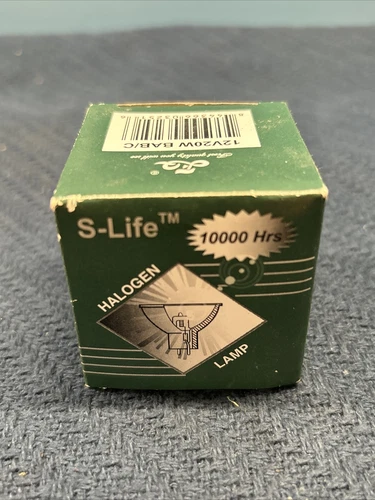 12V20W BAB/C
®
S-Life™
10000 Hrs
HALOGEN
LAMP